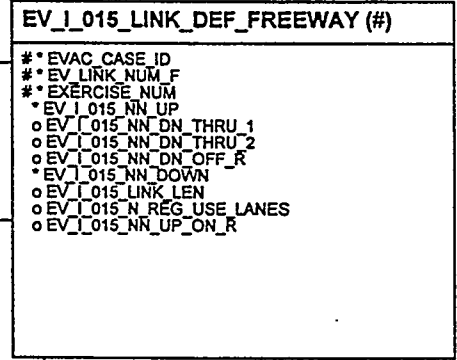 EV_I_015_LINK_DEF_FREEWAY (#)
# * EVAC_CASE_ID
# * EV_LINK_NUM_F
# * EXERCISE_NUM
* EV_I_015_NN_UP
o EV_I_015_NN_DN_THRU_1
o EV_I_015_NN_DN_THRU_2
o EV_I_015_NN_DN_OFF_R
* EV_I_015_NN_DOWN
o EV_I_015_LINK_LEN
o EV_I_015_N_REG_USE_LANES
o EV_I_015_NN_UP_ON_R